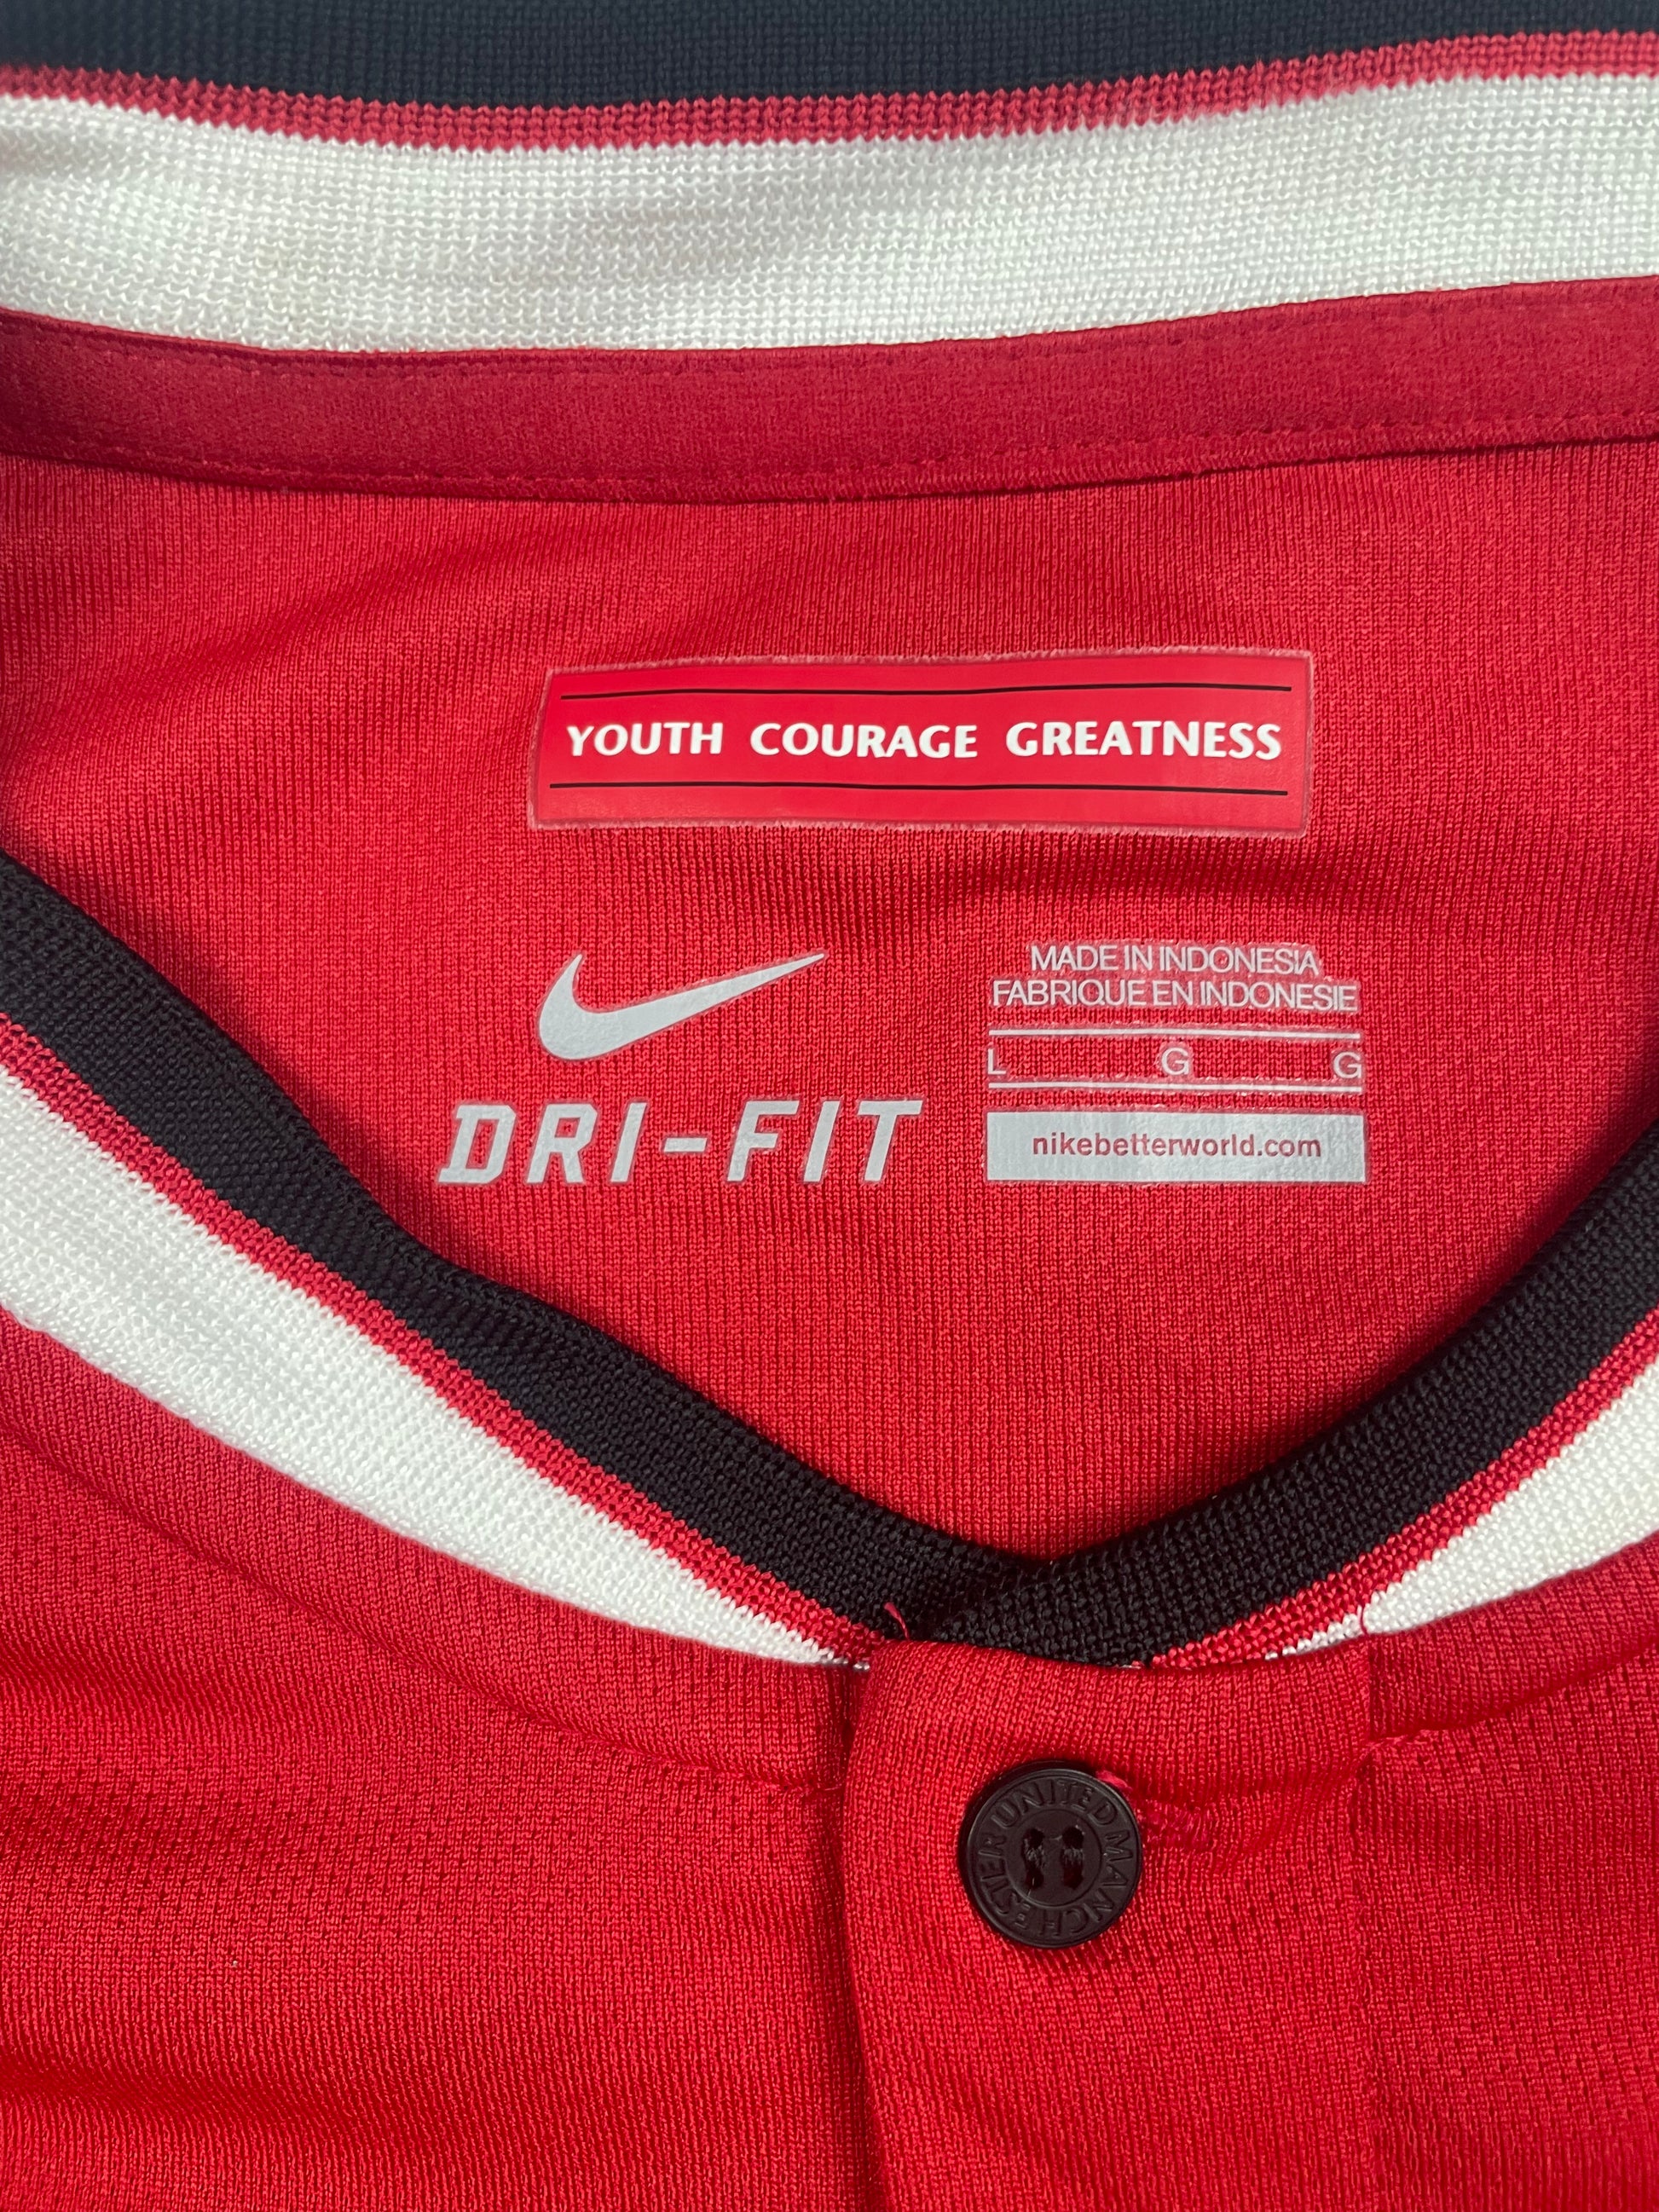 YOUTH COURAGE GREATNESS
DRI-FIT
MADE IN INDONESIA
FABRIQUE EN INDONESIE
L G G
nikebetterworld.com
MANCHESTER UNITED